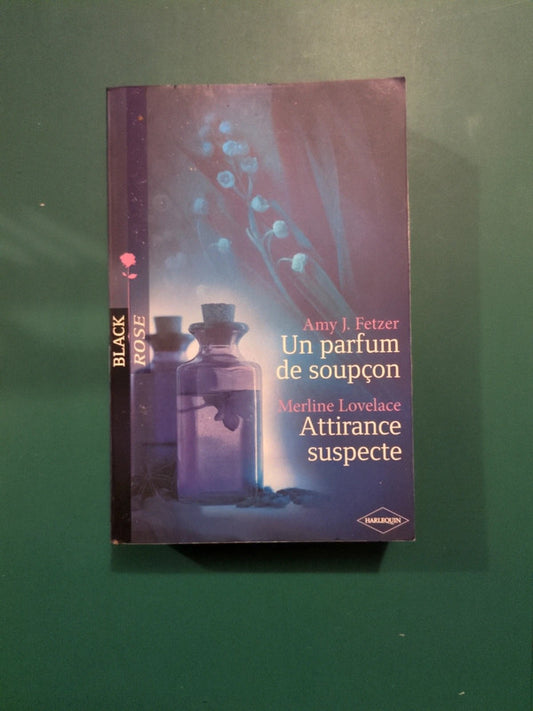 BLACK
ROSE
Amy J. Fetzer
Un parfum
de soupçon
Merline Lovelace
Attirance
suspecte
HARLEQUIN